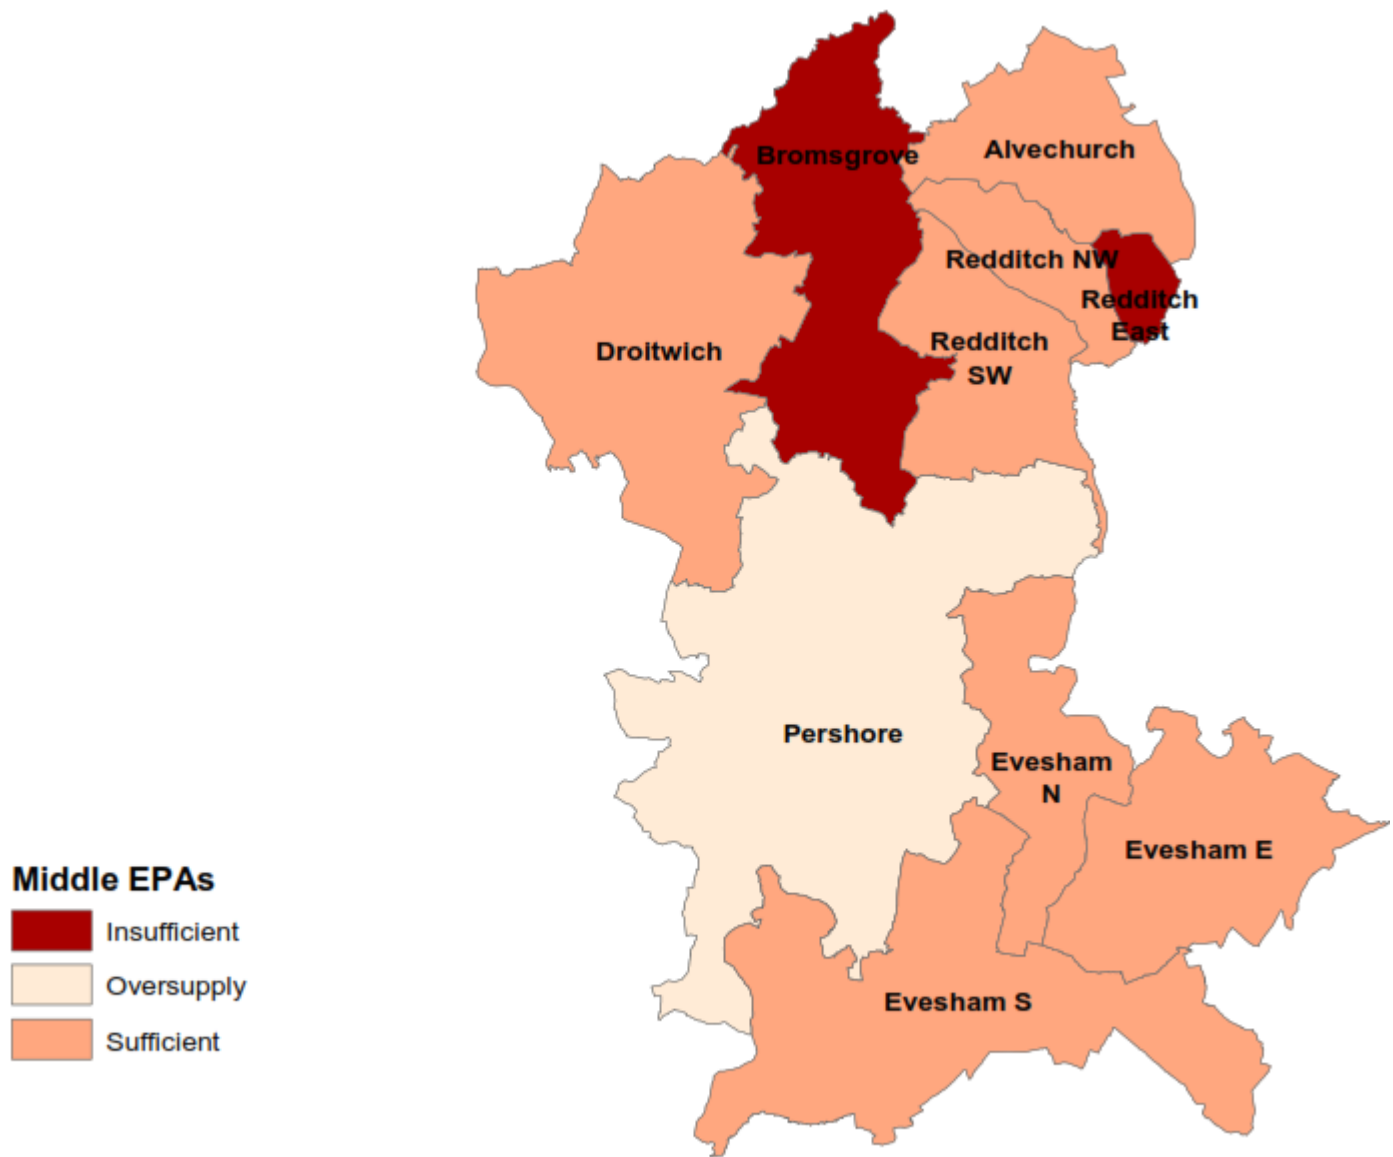 Bromsgrove
Alvechurch
Redditch NW
Redditch
East
Droitwich
Redditch
SW
Pershore
Evesham
N
Evesham E
Evesham S
Middle EPAs
Insufficient
Oversupply
Sufficient